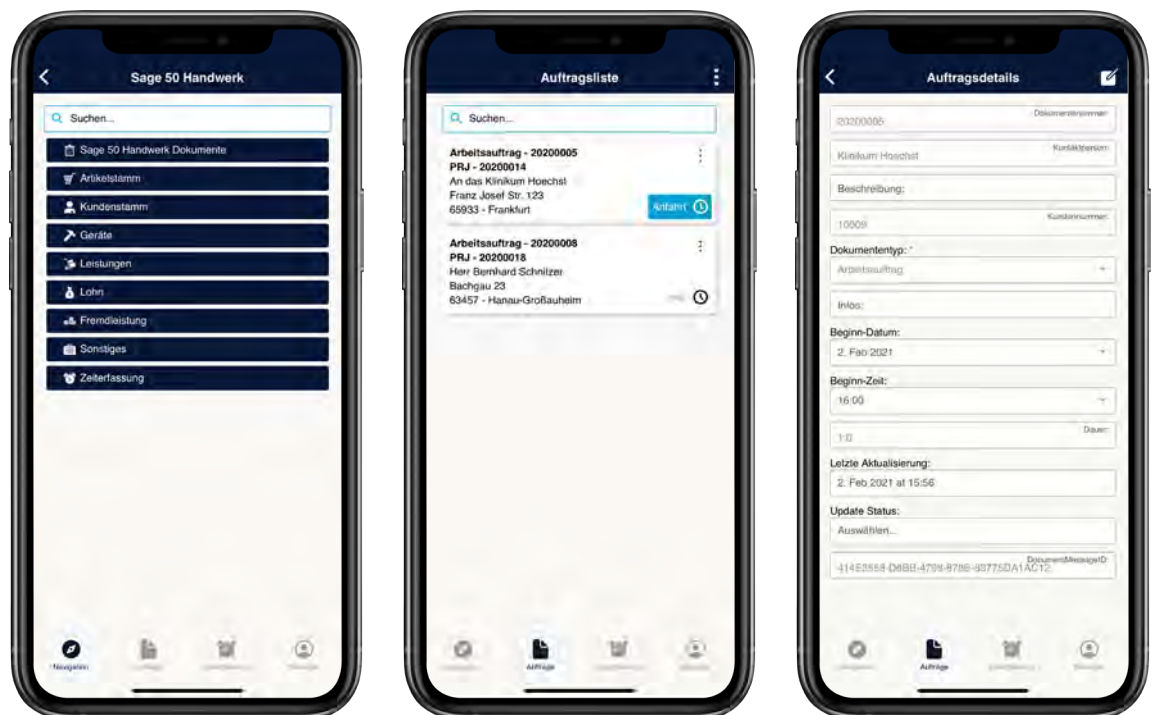 Sage 50 Handwerk
Suchen...
Sage 50 Handwerk Dokumente
Artikelstamm
Kundenstamm
Geräte
Leistungen
Lohn
Fremdleistung
Sonstiges
Zeiterfassung
Navigation
Auftragsliste
Suchen...
Arbeitsauftrag - 20200005
PRJ - 20200014
An das Klinikum Hoechst
Franz Josef Str. 123
65933 - Frankfurt
Anfahrt
Arbeitsauftrag - 20200008
PRJ - 20200018
Herr Bernhard Schnitzer
Bachgau 23
63457 - Hanau-Großauheim
Aufträge
Auftragsdetails
Dokumentnummer:
20200005
Kontaktperson:
Klinikum Hoechst
Beschreibung:
Kundennummer:
Dokumententyp: *
Arbeitsauftrag
Infos:
Beginn-Datum:
2. Feb 2021
Beginn-Zeit:
16:00
Dauer:
1.0
Letzte Aktualisierung:
2. Feb 2021 at 15:56
Update Status:
Auswählen...
DocumentMessageID:
Aufträge